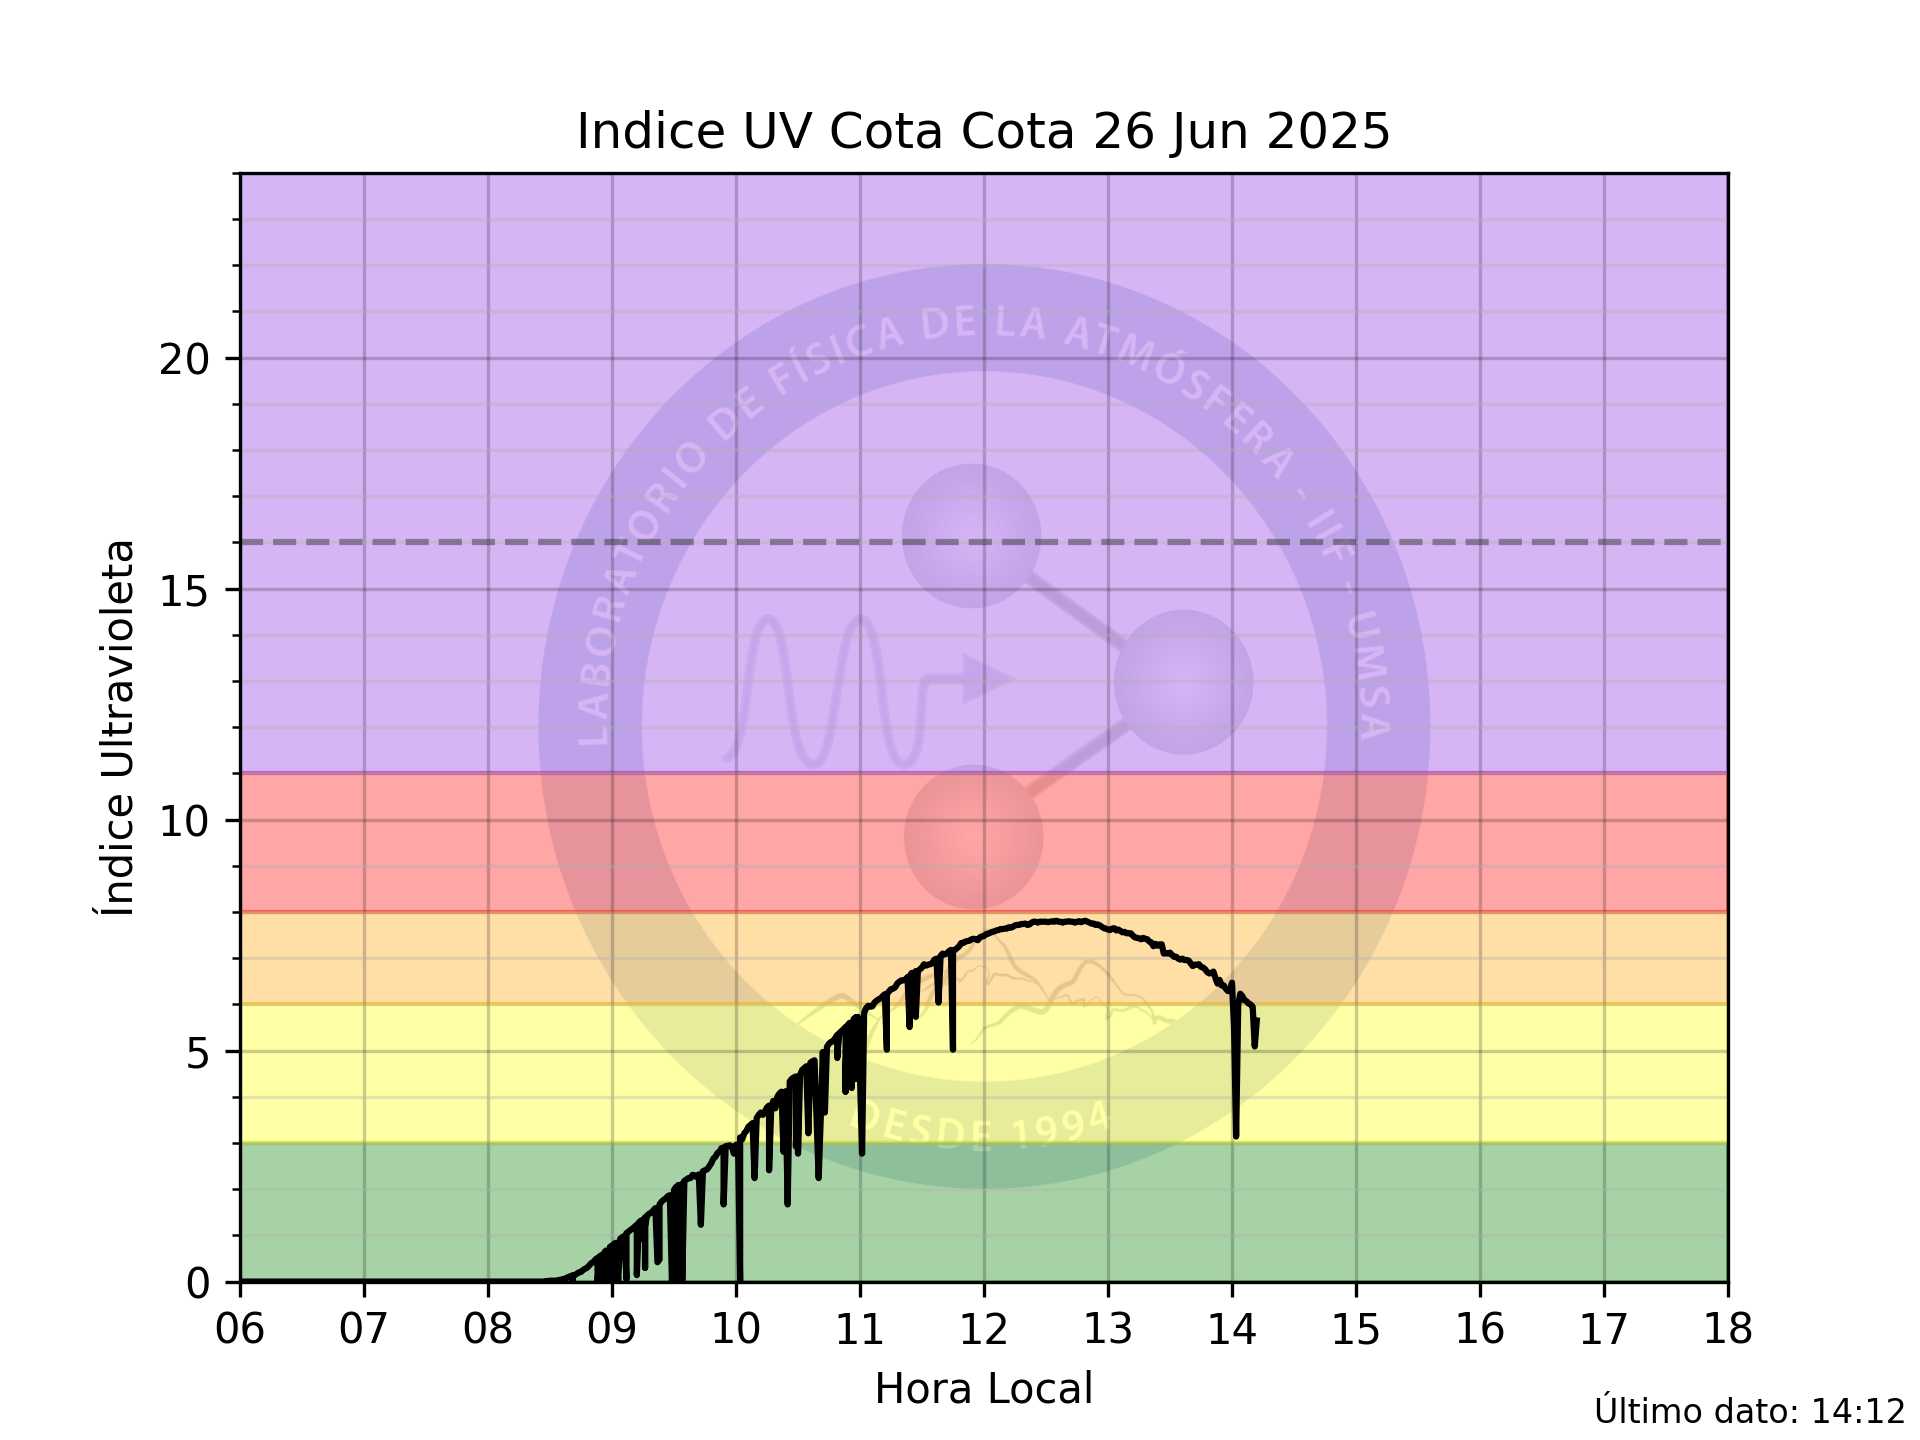 Indice UV Cota Cota 26 Jun 2025
LABORATORIO DE FÍSICA DE LA ATMÓSFERA - IIF - UMSA
DESDE 1994
Índice Ultravioleta
20
15
10
5
0
06 07 08 09 10 11 12 13 14 15 16 17 18
Hora Local
Último dato: 14:12